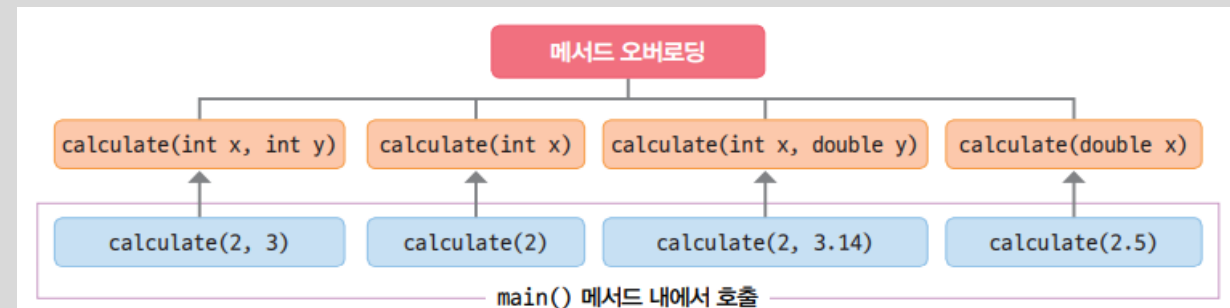 메서드 오버로딩
calculate(int x, int y) calculate(int x) calculate(int x, double y) calculate(double x)
calculate(2, 3) calculate(2) calculate(2, 3.14) calculate(2.5)
main() 메서드 내에서 호출